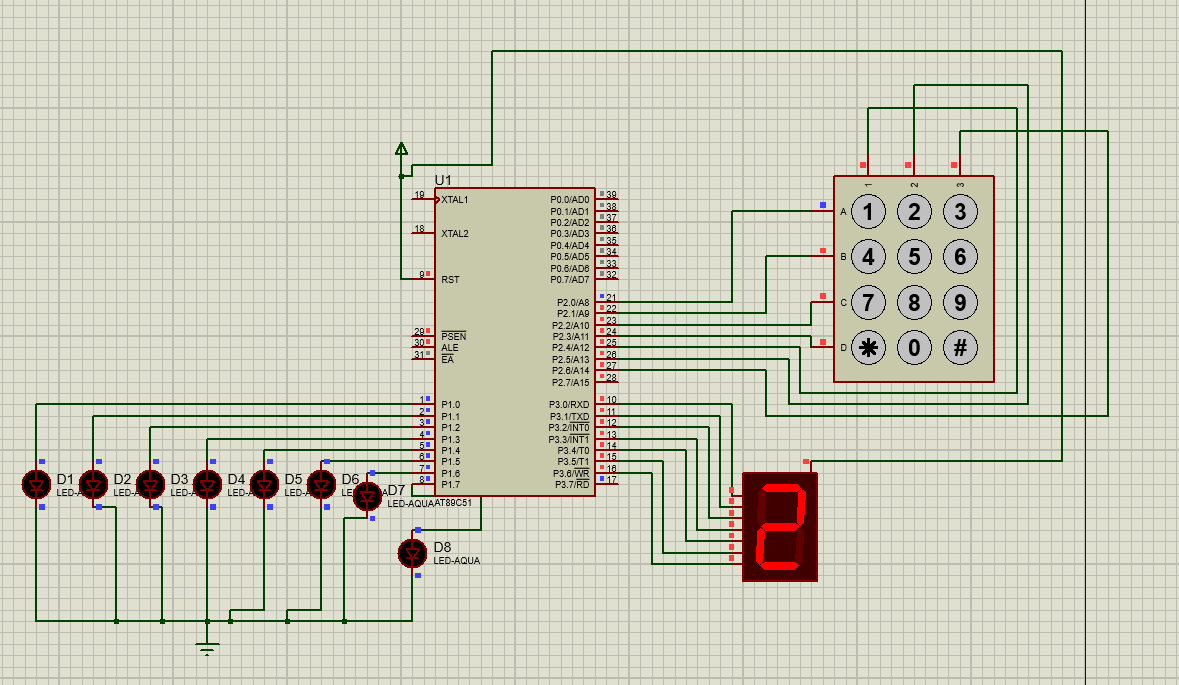 U1
19 XTAL1 P0.0/AD0 39
P0.1/AD1 38
P0.2/AD2 37
18 XTAL2 P0.3/AD3 36
P0.4/AD4 35
P0.5/AD5 34
P0.6/AD6 33
9 RST P0.7/AD7 32
P2.0/A8 21
P2.1/A9 22
P2.2/A10 23
29 PSEN P2.3/A11 24
30 ALE P2.4/A12 25
31 EA P2.5/A13 26
P2.6/A14 27
P2.7/A15 28
1 P1.0 P3.0/RXD 10
2 P1.1 P3.1/TXD 11
3 P1.2 P3.2/INT0 12
4 P1.3 P3.3/INT1 13
5 P1.4 P3.4/T0 14
6 P1.5 P3.5/T1 15
7 P1.6 P3.6/WR 16
8 P1.7 P3.7/RD 17
AT89C51
1 2 3
A 1 2 3
B 4 5 6
C 7 8 9
D * 0 #
D1 D2 D3 D4 D5 D6
D7
LED-AQUA
D8
LED-AQUA
2